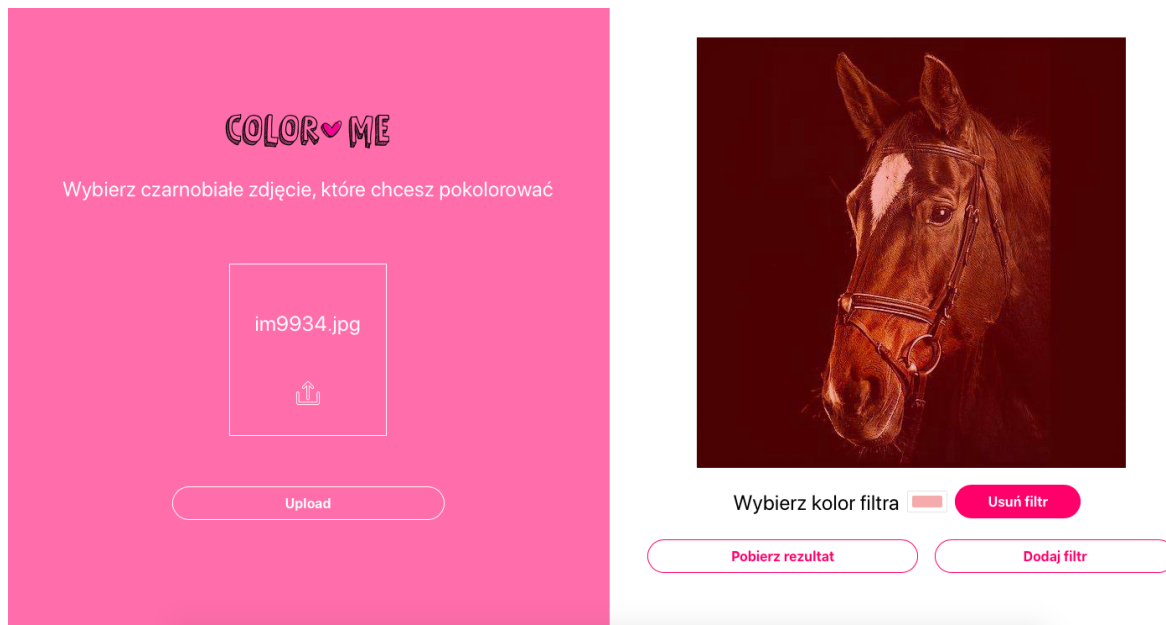 COLOR ME
Wybierz czarnobiałe zdjęcie, które chcesz pokolorować
im9934.jpg
Upload
Wybierz kolor filtra
Usuń filtr
Pobierz rezultat
Dodaj filtr